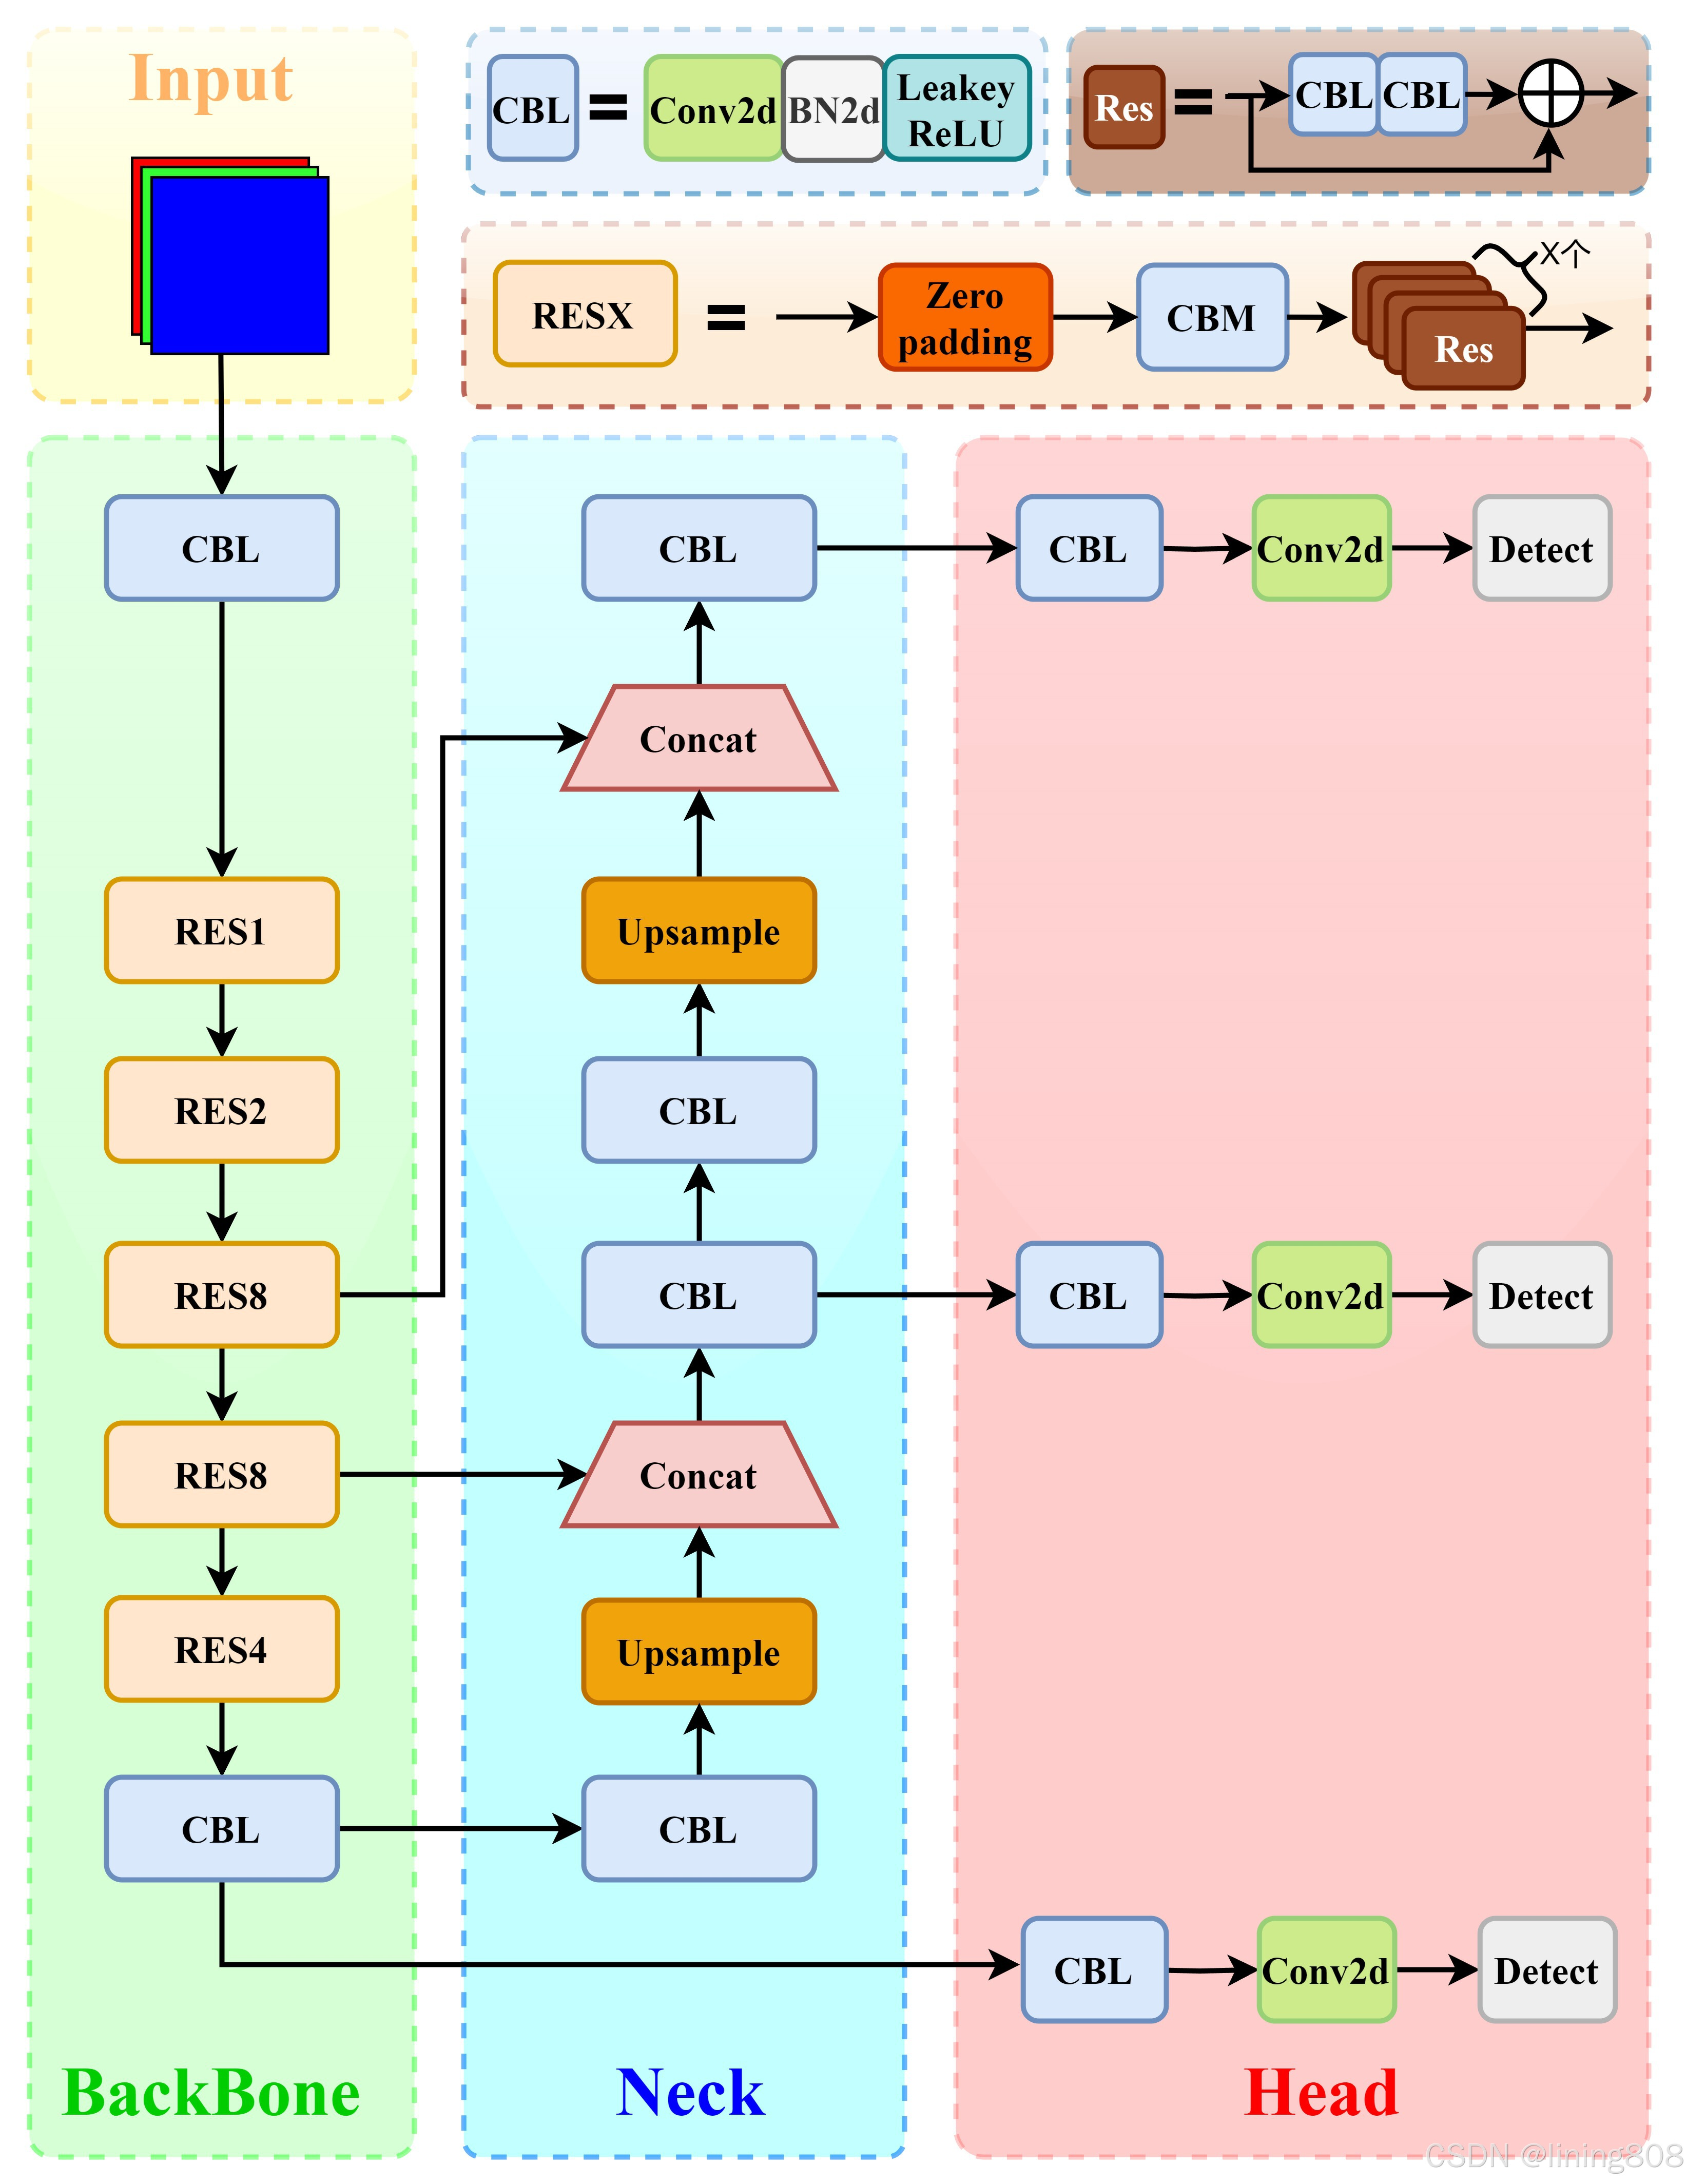 Input
CBL
=
Conv2d
BN2d
Leakey
ReLU
Res
=
CBL
CBL
RESX
=
Zero
padding
CBM
X个
Res
CBL
RES1
RES2
RES8
RES8
RES4
CBL
BackBone
CBL
Concat
Upsample
CBL
CBL
Concat
Upsample
CBL
Neck
CBL
Conv2d
Detect
CBL
Conv2d
Detect
CBL
Conv2d
Detect
Head
CSDN @lining808